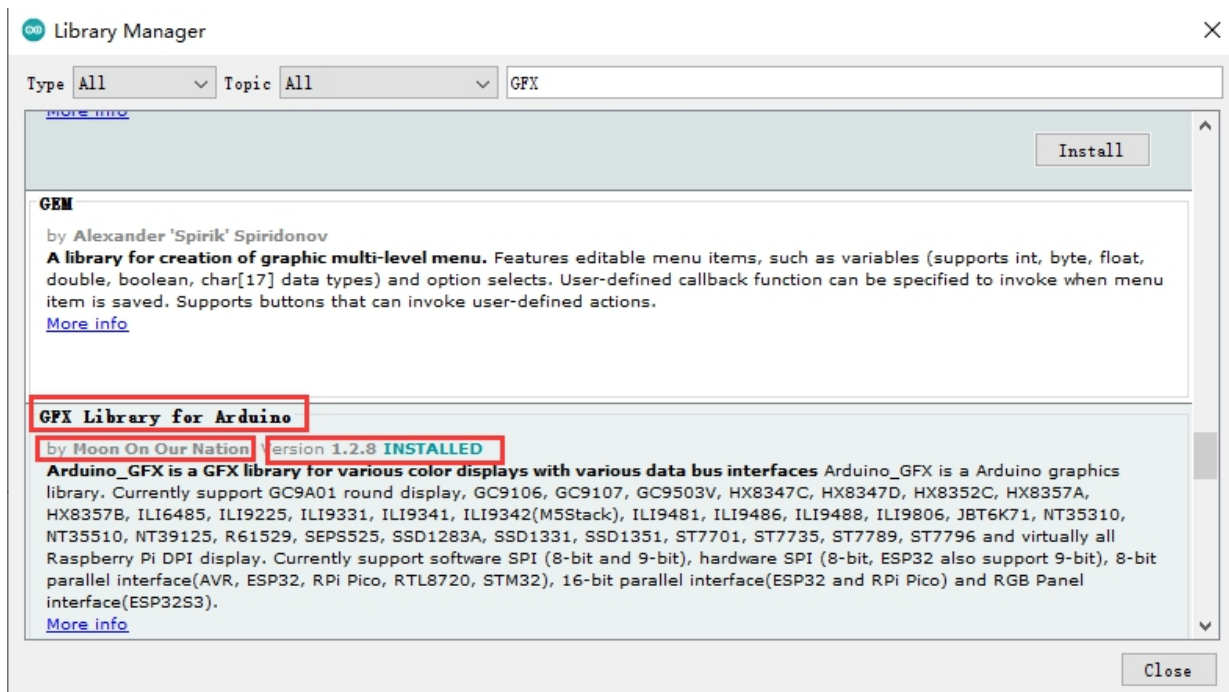 Library Manager
Type All Topic All GFX
More info
Install
GEM
by Alexander 'Spirik' Spiridonov
A library for creation of graphic multi-level menu. Features editable menu items, such as variables (supports int, byte, float,
double, boolean, char[17] data types) and option selects. User-defined callback function can be specified to invoke when menu
item is saved. Supports buttons that can invoke user-defined actions.
More info
GFX Library for Arduino
by Moon On Our Nation Version 1.2.8 INSTALLED
Arduino_GFX is a GFX library for various color displays with various data bus interfaces Arduino_GFX is a Arduino graphics
library. Currently support GC9A01 round display, GC9106, GC9107, GC9503V, HX8347C, HX8347D, HX8352C, HX8357A,
HX8357B, ILI6485, ILI9225, ILI9331, ILI9341, ILI9342(M5Stack), ILI9481, ILI9486, ILI9488, ILI9806, JBT6K71, NT35310,
NT35510, NT39125, R61529, SEPS525, SSD1283A, SSD1331, SSD1351, ST7701, ST7735, ST7789, ST7796 and virtually all
Raspberry Pi DPI display. Currently support software SPI (8-bit and 9-bit), hardware SPI (8-bit, ESP32 also support 9-bit), 8-bit
parallel interface(AVR, ESP32, RPi Pico, RTL8720, STM32), 16-bit parallel interface(ESP32 and RPi Pico) and RGB Panel
interface(ESP32S3).
More info
Close